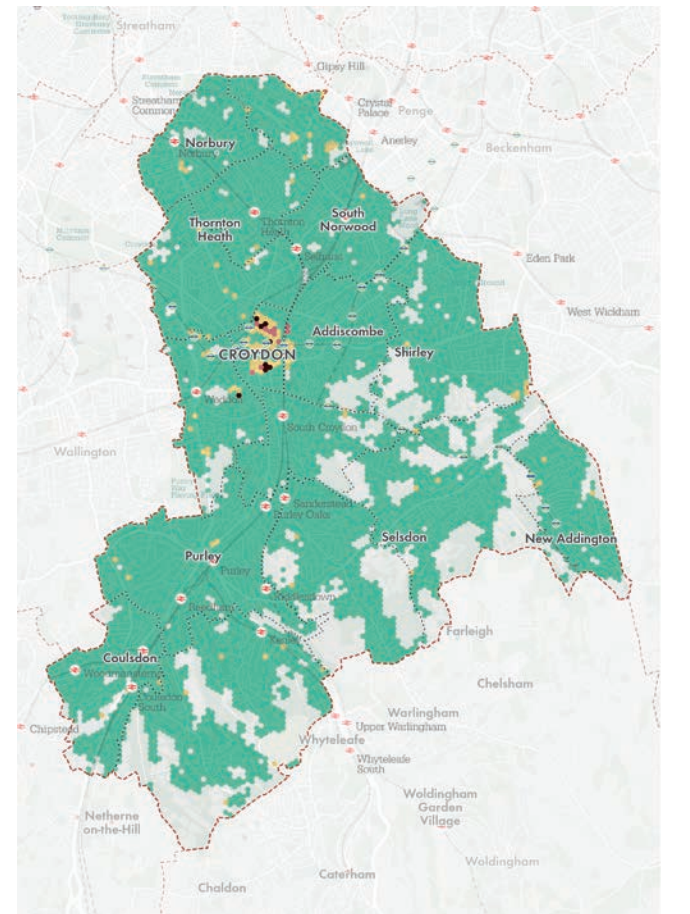 Streatham
Gipsy Hill
Streatham
Common
Crystal
Palace
Penge
Anerley
Norbury
Norbury
Beckenham
Thornton
Heath
Thornton
Heath
South
Norwood
Selhurst
Eden Park
West Wickham
Addiscombe
CROYDON
Shirley
Waddon
South Croydon
Wallington
Sanderstead
Purley Oaks
Selsdon
New Addington
Purley
Purley
Reedham
Riddlesdown
Kenley
Farleigh
Coulsdon
Woodmansterne
Coulsdon
South
Chelsham
Chipstead
Warlingham
Upper Warlingham
Whyteleafe
Whyteleafe
South
Woldingham
Garden
Village
Netherne
on-the-Hill
Woldingham
Caterham
Chaldon